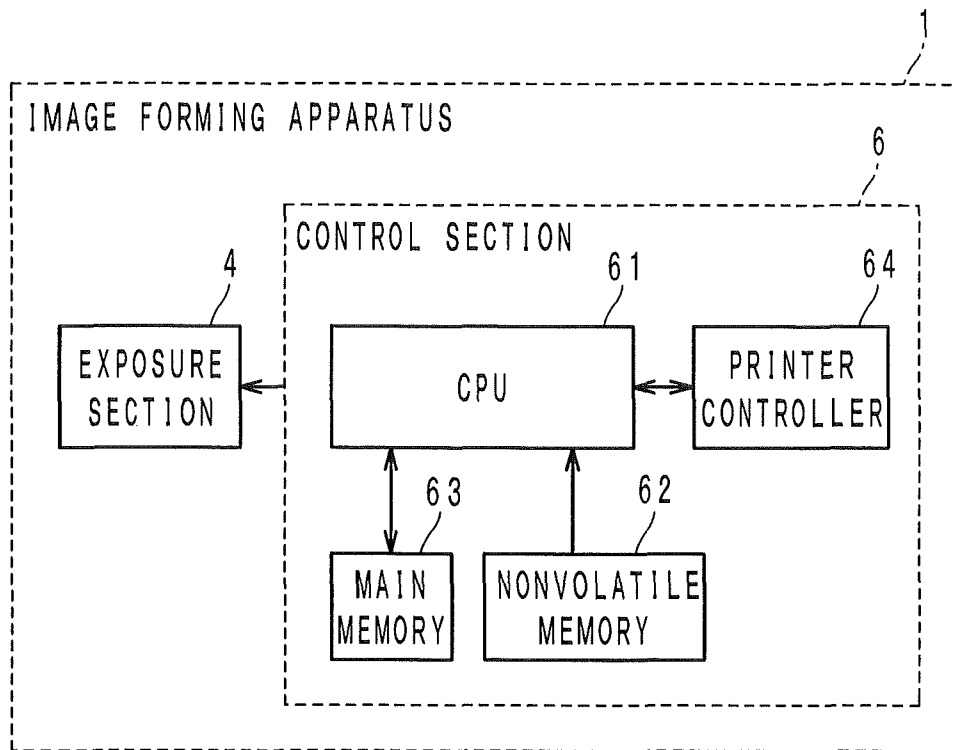 1
IMAGE FORMING APPARATUS
6
CONTROL SECTION
4
61
64
EXPOSURE
SECTION
CPU
PRINTER
CONTROLLER
63
62
MAIN
MEMORY
NONVOLATILE
MEMORY